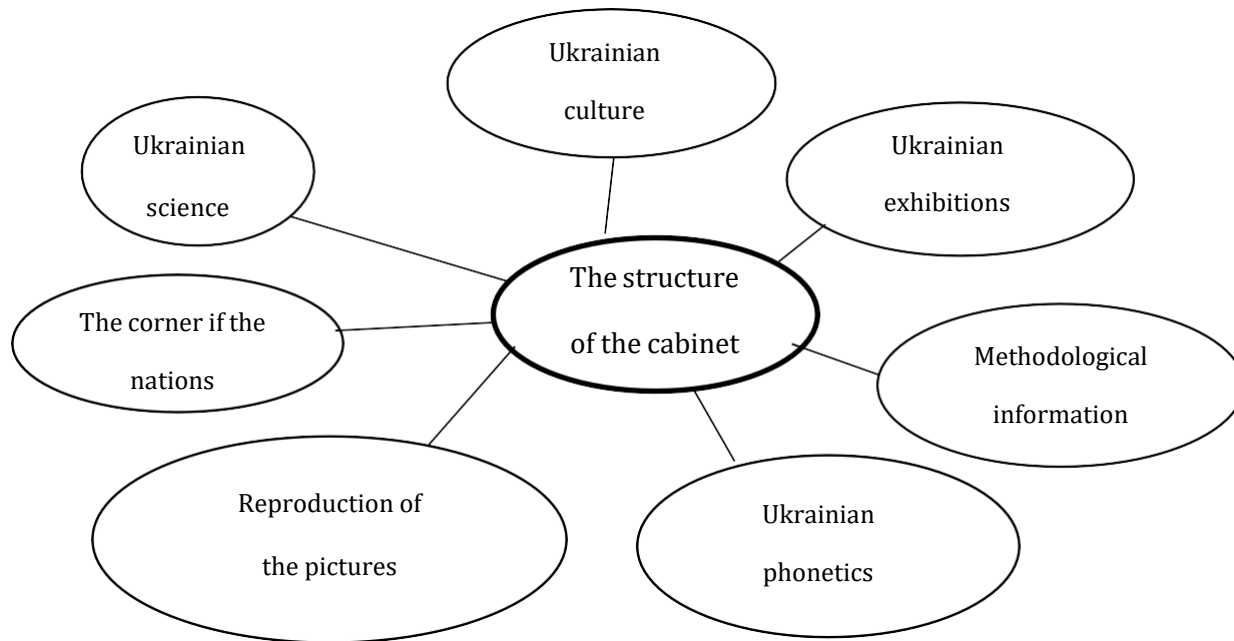 Ukrainian
culture
Ukrainian
science
Ukrainian
exhibitions
The structure
of the cabinet
The corner if the
nations
Methodological
information
Reproduction of
the pictures
Ukrainian
phonetics